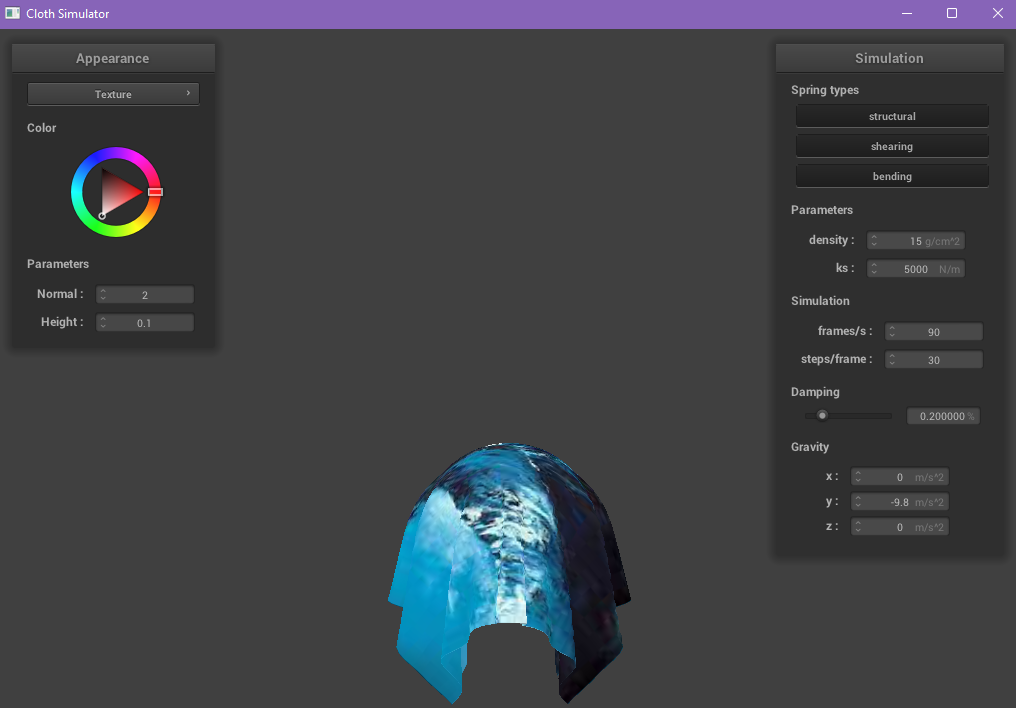 Cloth Simulator
Appearance
Texture
Color
Parameters
Normal : 2
Height : 0.1
Simulation
Spring types
structural
shearing
bending
Parameters
density : 15 g/cm^2
ks : 5000 N/m
Simulation
frames/s : 90
steps/frame : 30
Damping
0.200000 %
Gravity
x : 0 m/s^2
y : -9.8 m/s^2
z : 0 m/s^2